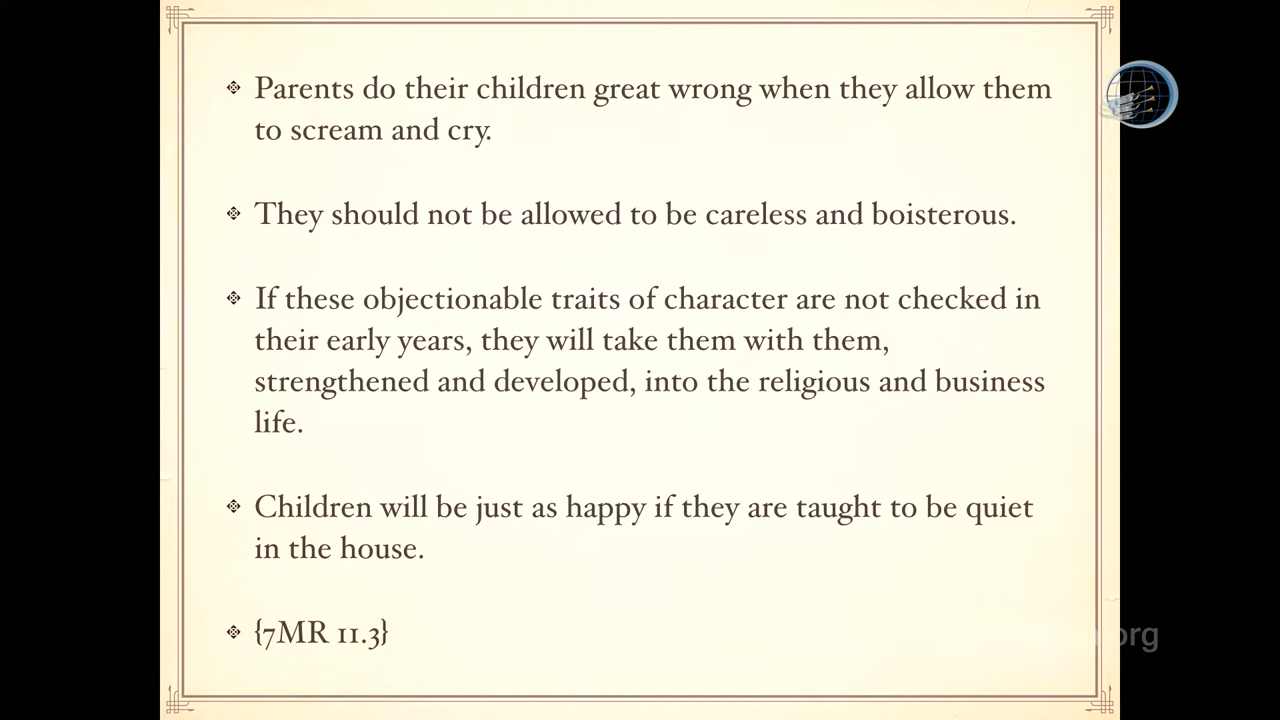 Parents do their children great wrong when they allow them
to scream and cry.
They should not be allowed to be careless and boisterous.
If these objectionable traits of character are not checked in
their early years, they will take them with them,
strengthened and developed, into the religious and business
life.
Children will be just as happy if they are taught to be quiet
in the house.
{7MR 11.3}
org